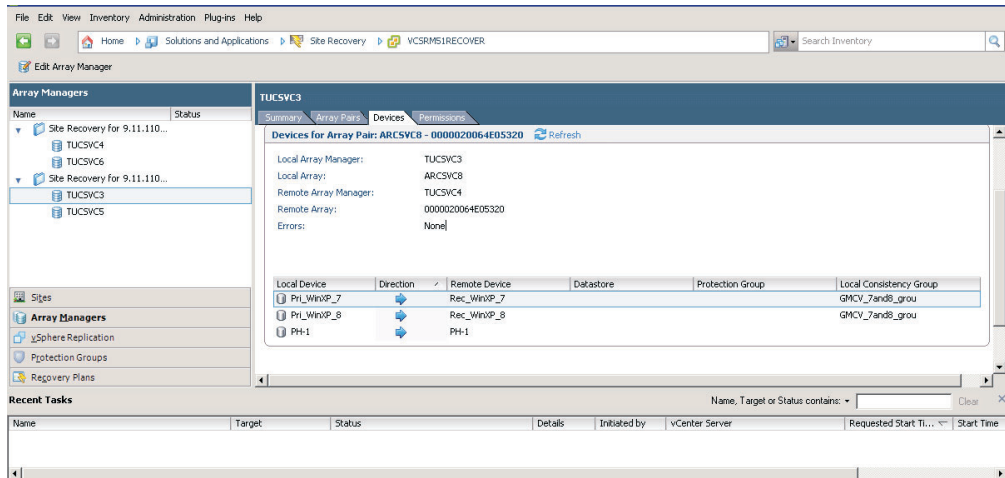 File Edit View Inventory Administration Plug-ins Help
Home Solutions and Applications Site Recovery VCSRM51RECOVER Search Inventory
Edit Array Manager
Array Managers
Name Status
Site Recovery for 9.11.110...
TUCSVC4
TUCSVC6
Site Recovery for 9.11.110...
TUCSVC3
TUCSVC5
Sites
Array Managers
vSphere Replication
Protection Groups
Recovery Plans
TUCSVC3
Summary Array Pairs Devices Permissions
Devices for Array Pair: ARCSVC8 - 0000020064E05320 Refresh
Local Array Manager: TUCSVC3
Local Array: ARCSVC8
Remote Array Manager: TUCSVC4
Remote Array: 0000020064E05320
Errors: None
Local Device Direction Remote Device Datastore Protection Group Local Consistency Group
Pri_WinXP_7 Rec_WinXP_7 GMCV_7and8_grou
Pri_WinXP_8 Rec_WinXP_8 GMCV_7and8_grou
PH-1 PH-1
Recent Tasks Name, Target or Status contains: Clear
Name Target Status Details Initiated by vCenter Server Requested Start Ti... Start Time